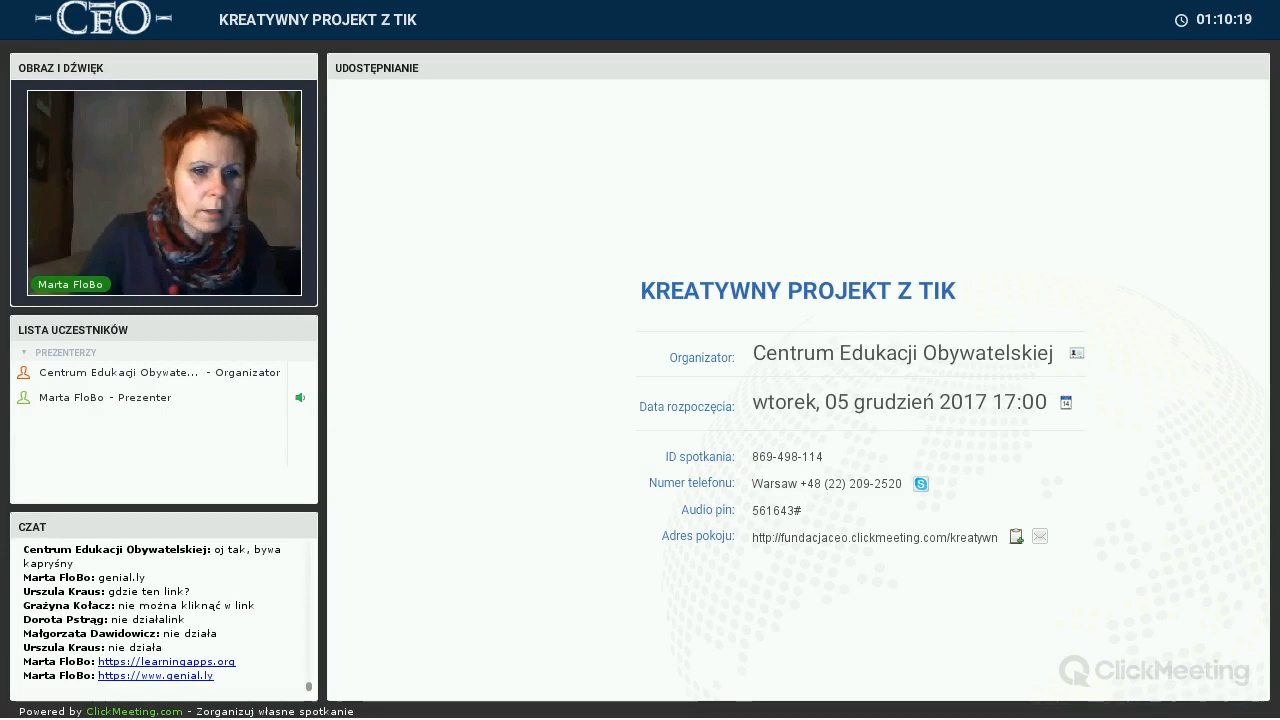 CEO
KREATYWNY PROJEKT Z TIK
01:10:19
OBRAZ I DŹWIĘK
Marta FloBo
LISTA UCZESTNIKÓW
PREZENTERZY
Centrum Edukacji Obywate... - Organizator
Marta FloBo - Prezenter
CZAT
Centrum Edukacji Obywatelskiej: oj tak, bywa
kapryśny
Marta FloBo: genial.ly
Urszula Kraus: gdzie ten link?
Grażyna Kołacz: nie można kliknąć w link
Dorota Pstrąg: nie działalink
Małgorzata Dawidowicz: nie działa
Urszula Kraus: nie działa
Marta FloBo: https://learningapps.org
Marta FloBo: https://www.genial.ly
UDOSTĘPNIANIE
KREATYWNY PROJEKT Z TIK
Organizator: Centrum Edukacji Obywatelskiej
Data rozpoczęcia: wtorek, 05 grudzień 2017 17:00
14
ID spotkania: 869-498-114
Numer telefonu: Warsaw +48 (22) 209-2520
Audio pin: 561643#
Adres pokoju: http://fundacjaceo.clickmeeting.com/kreatywn
ClickMeeting
Powered by ClickMeeting.com - Zorganizuj własne spotkanie